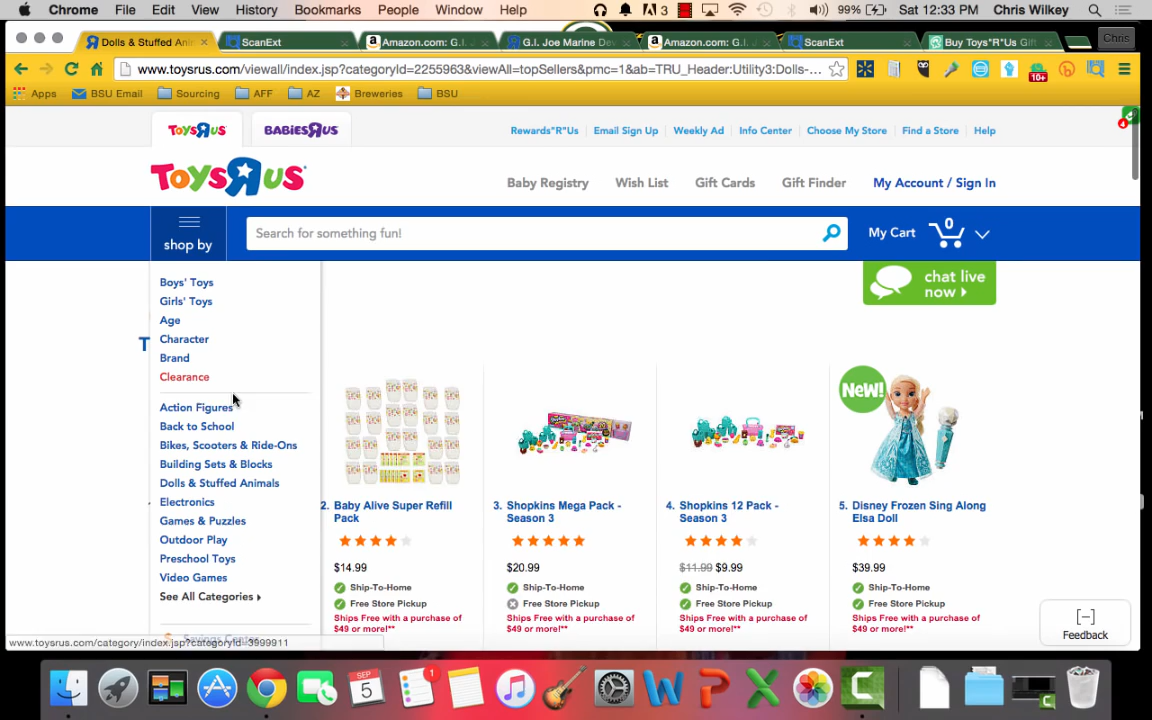 Chrome File Edit View History Bookmarks People Window Help 3 99% Sat 12:33 PM Chris Wilkey
Dolls & Stuffed Anim ScanExt Amazon.com: G.I. J G.I. Joe Marine De Amazon.com: G.I. J ScanExt Buy Toys"R"Us Gift Chris
www.toysrus.com/viewall/index.jsp?categoryId=2255963&viewAll=topSellers&pmc=1&ab=TRU_Header:Utility3:Dolls-... 10+
Apps BSU Email Sourcing AFF AZ Breweries BSU
TOYS R US BABIES R US Rewards"R"Us Email Sign Up Weekly Ad Info Center Choose My Store Find a Store Help
4
TOYS R US Baby Registry Wish List Gift Cards Gift Finder My Account / Sign In
shop by Search for something fun! My Cart 0
Boys' Toys
Girls' Toys
Age
Character
Brand
Clearance
Action Figures
Back to School
Bikes, Scooters & Ride-Ons
Building Sets & Blocks
Dolls & Stuffed Animals
Electronics
Games & Puzzles
Outdoor Play
Preschool Toys
Video Games
See All Categories
chat live
now
T
New!
2. Baby Alive Super Refill
Pack
$14.99
Ship-To-Home
Free Store Pickup
Ships Free with a purchase of
$49 or more!**
3. Shopkins Mega Pack -
Season 3
$20.99
Ship-To-Home
Free Store Pickup
Ships Free with a purchase of
$49 or more!**
4. Shopkins 12 Pack -
Season 3
$11.99 $9.99
Ship-To-Home
Free Store Pickup
Ships Free with a purchase of
$49 or more!**
5. Disney Frozen Sing Along
Elsa Doll
$39.99
Ship-To-Home
Free Store Pickup
Ships Free with a purchase of
$49 or more!**
[-]
Feedback
Savings Center
www.toysrus.com/category/index.jsp?categoryId=3999911
SEP
5
1